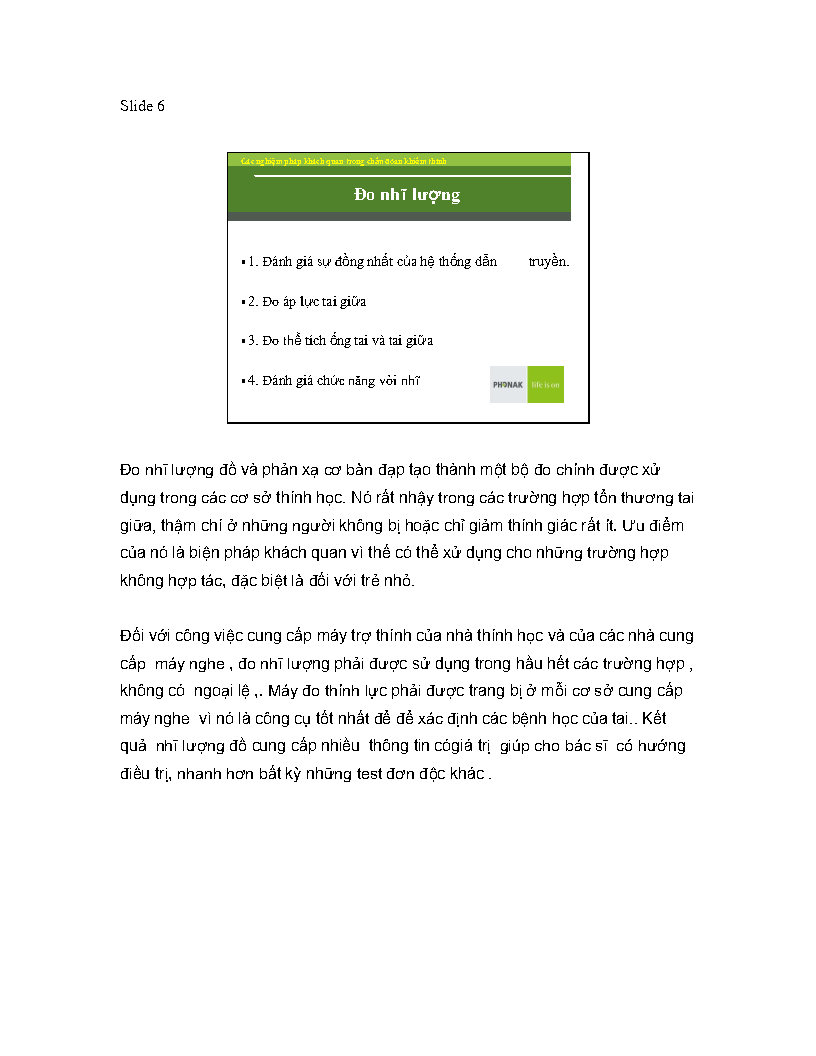 Slide 6
Các nghiệm pháp khách quan trong chẩn đoán khiếm thính
Đo nhĩ lượng
▪ 1. Đánh giá sự đồng nhất của hệ thống dẫn truyền.
▪ 2. Đo áp lực tai giữa
▪ 3. Đo thể tích ống tai và tai giữa
▪ 4. Đánh giá chức năng vòi nhĩ
PHONAK life is on
Đo nhĩ lượng đồ và phản xạ cơ bàn đạp tạo thành một bộ đo chỉnh được xử
dụng trong các cơ sở thính học. Nó rất nhậy trong các trường hợp tổn thương tai
giữa, thậm chí ở những người không bị hoặc chỉ giảm thính giác rất ít. Ưu điểm
của nó là biện pháp khách quan vì thế có thể xử dụng cho những trường hợp
không hợp tác, đặc biệt là đối với trẻ nhỏ.
Đối với công việc cung cấp máy trợ thính của nhà thính học và của các nhà cung
cấp máy nghe , đo nhĩ lượng phải được sử dụng trong hầu hết các trường hợp ,
không có ngoại lệ ,. Máy đo thính lực phải được trang bị ở mỗi cơ sở cung cấp
máy nghe vì nó là công cụ tốt nhất để để xác định các bệnh học của tai.. Kết
quả nhĩ lượng đồ cung cấp nhiều thông tin cógiá trị giúp cho bác sĩ có hướng
điều trị, nhanh hơn bất kỳ những test đơn độc khác .